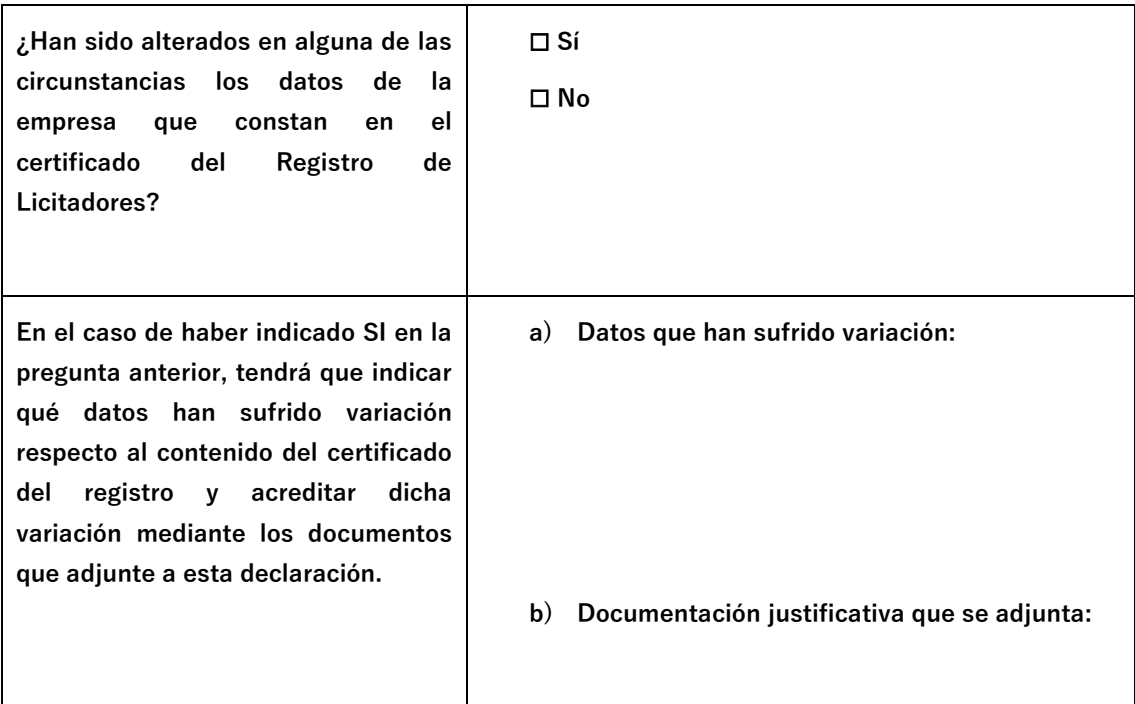 ¿Han sido alterados en alguna de las
circunstancias los datos de la
empresa que constan en el
certificado del Registro de
Licitadores?
☐ Sí
☐ No
En el caso de haber indicado SI en la
pregunta anterior, tendrá que indicar
qué datos han sufrido variación
respecto al contenido del certificado
del registro y acreditar dicha
variación mediante los documentos
que adjunte a esta declaración.
a) Datos que han sufrido variación:
b) Documentación justificativa que se adjunta: